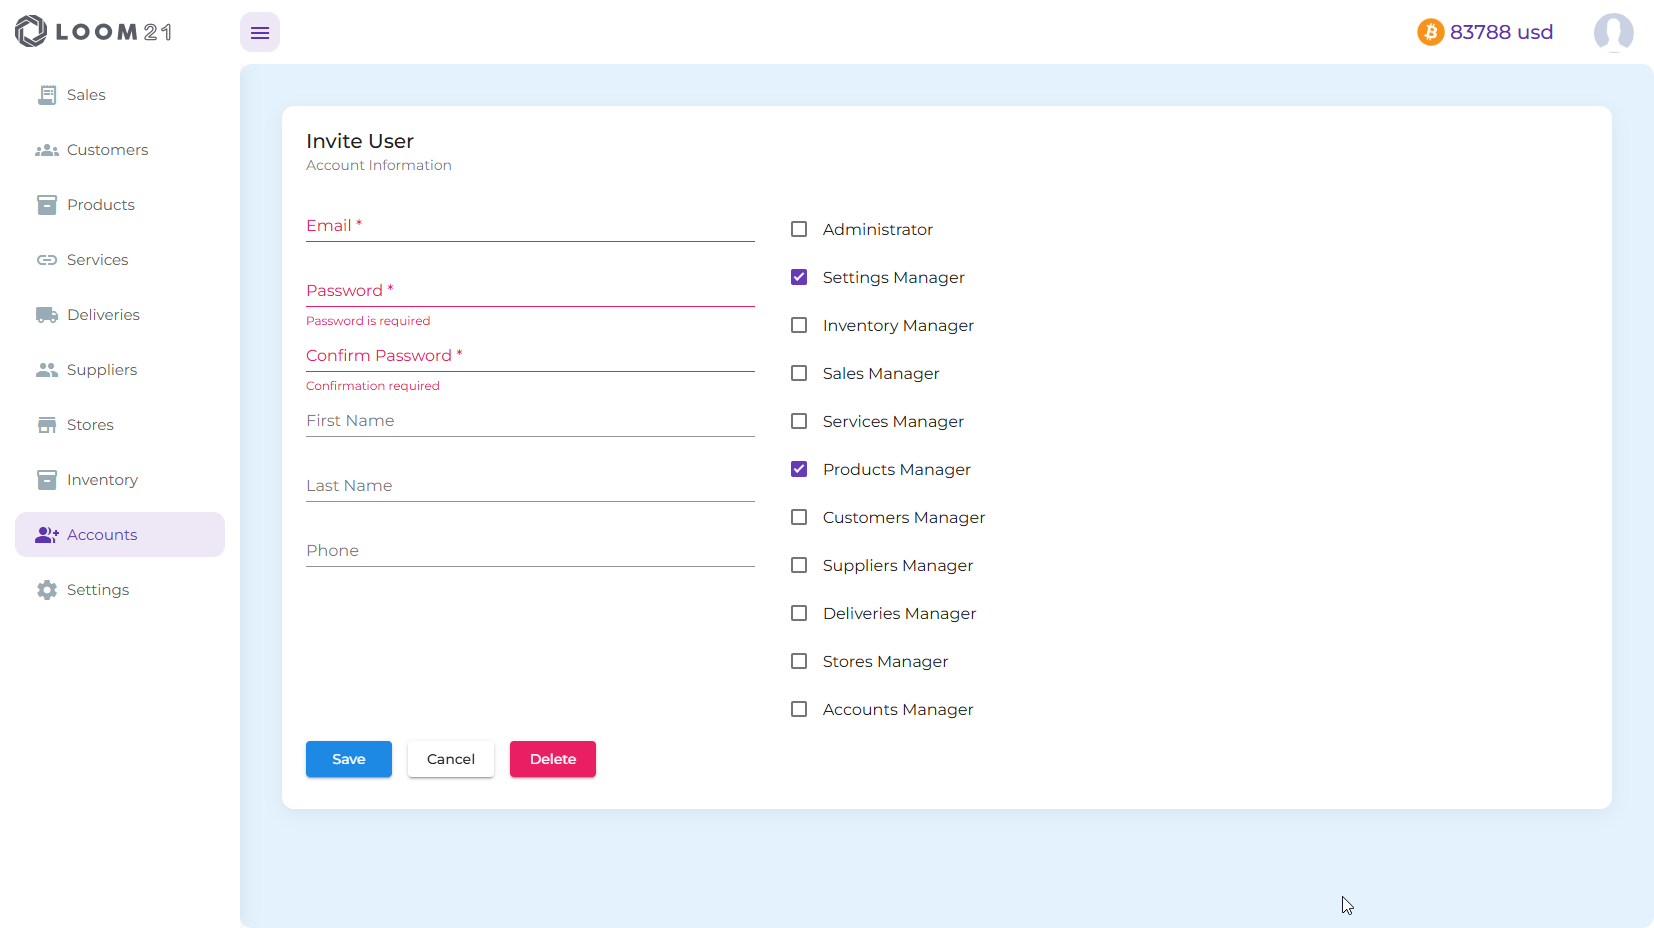 LOOM 21
83788 usd
Sales
Customers
Products
Services
Deliveries
Suppliers
Stores
Inventory
Accounts
Settings
Invite User
Account Information
Email *
Password *
Password is required
Confirm Password *
Confirmation required
First Name
Last Name
Phone
Administrator
Settings Manager
Inventory Manager
Sales Manager
Services Manager
Products Manager
Customers Manager
Suppliers Manager
Deliveries Manager
Stores Manager
Accounts Manager
Save
Cancel
Delete